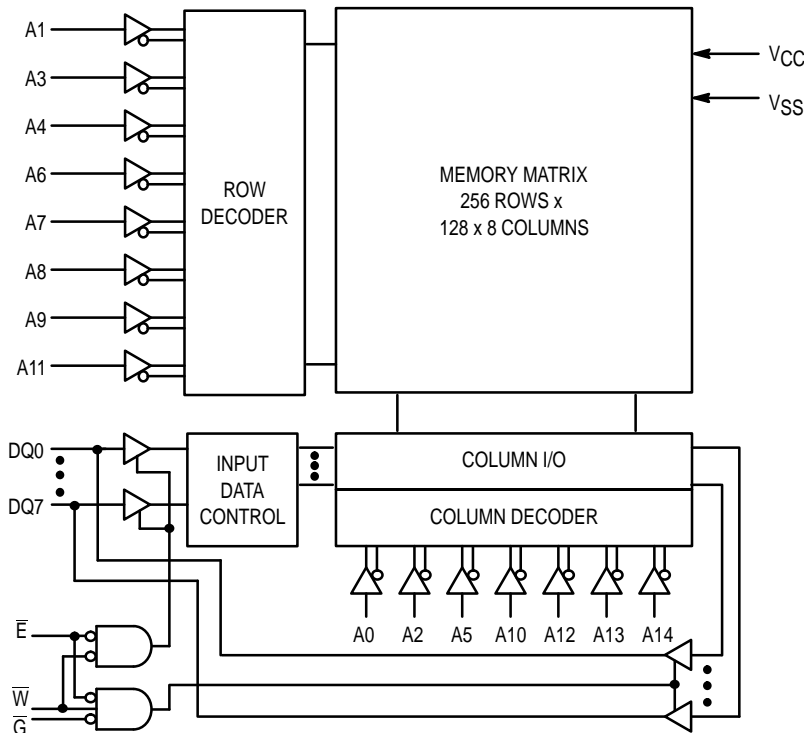 A1
A3
A4
A6
A7
A8
A9
A11
ROW
DECODER
MEMORY MATRIX
256 ROWS x
128 x 8 COLUMNS
VCC
VSS
DQ0
DQ7
INPUT
DATA
CONTROL
COLUMN I/O
COLUMN DECODER
A0 A2 A5 A10 A12 A13 A14
E̅
W̅
G̅